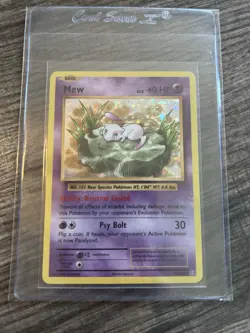 Card Saver I
BASIC
Mew
40 HP
NO. 151 New Species Pokémon HT: 1'04" WT: 8.8 lbs.
Ability: Neutral Shield
Prevent all effects of attacks, including damage, done to
this Pokémon by your opponent's Evolution Pokémon.
Psy Bolt 30
Flip a coin. If heads, your opponent's Active Pokémon
is now Paralyzed.
×2